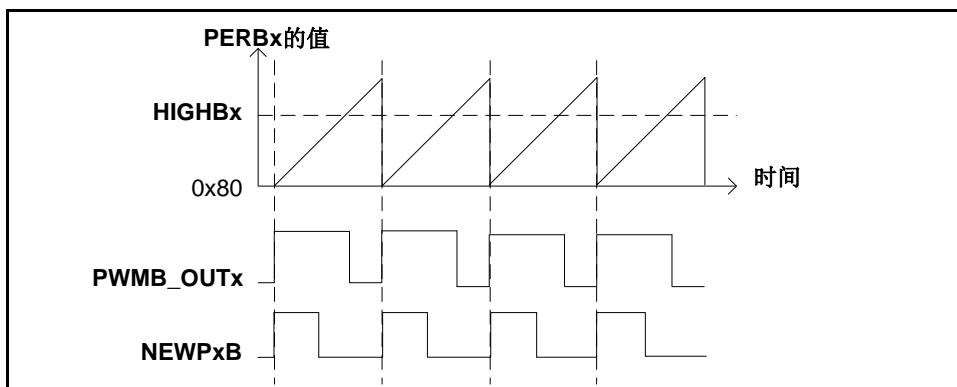 PERBx的值
HIGHBx
0x80
时间
PWMB_OUTx
NEWPxB